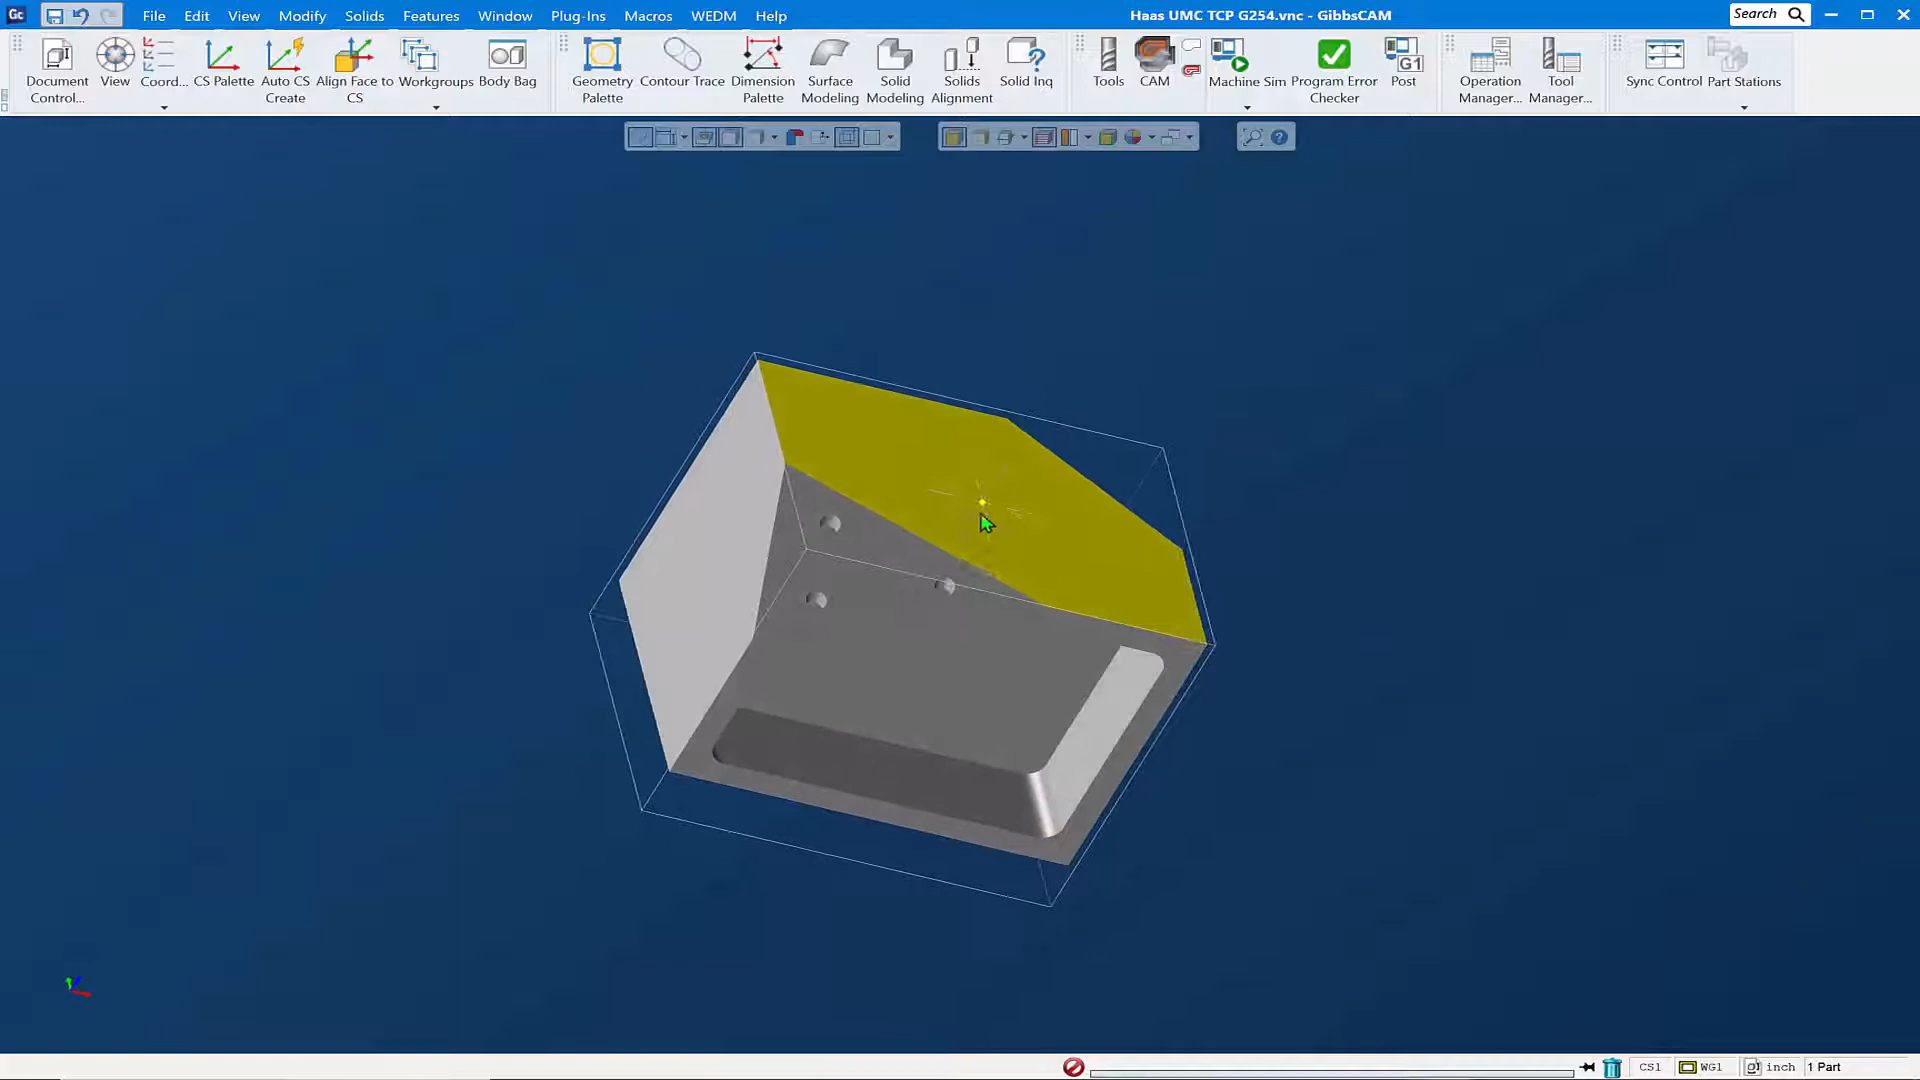 Gc File Edit View Modify Solids Features Window Plug-Ins Macros WEDM Help Haas UMC TCP G254.vnc - GibbsCAM Search
Document Control... View Coord... CS Palette Auto CS Create Align Face to CS Workgroups Body Bag Geometry Palette Contour Trace Dimension Palette Surface Modeling Solid Modeling Solids Alignment Solid Inq Tools CAM Machine Sim Program Error Checker G1 Post Operation Manager... Tool Manager... Sync Control Part Stations
CS1 WG1 inch 1 Part